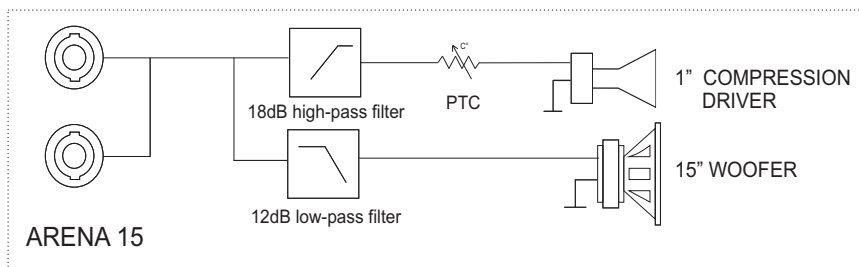 C°
18dB high-pass filter
PTC
1” COMPRESSION
DRIVER
12dB low-pass filter
15” WOOFER
ARENA 15